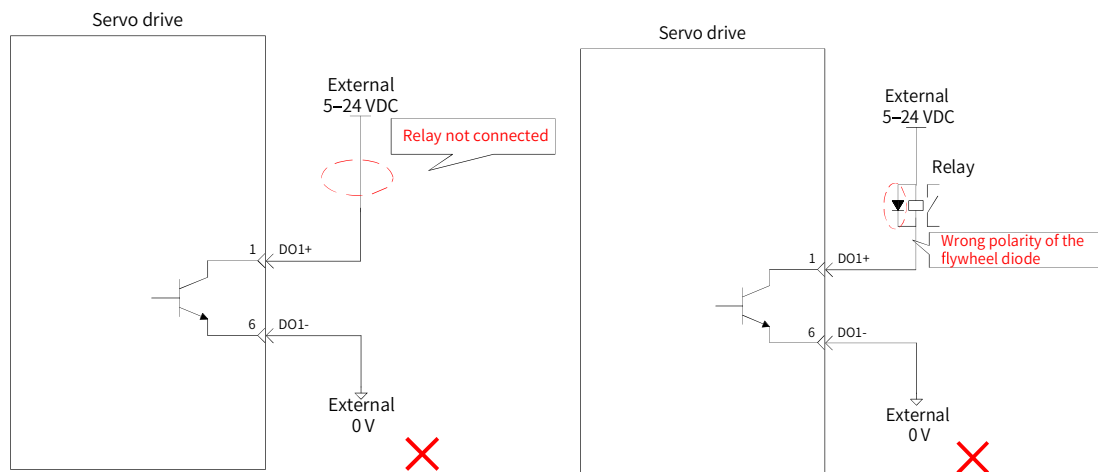 Servo drive
External
5–24 VDC
Relay not connected
1
DO1+
6
DO1-
External
0 V
Servo drive
External
5–24 VDC
Relay
Wrong polarity of the
flywheel diode
1
DO1+
6
DO1-
External
0 V